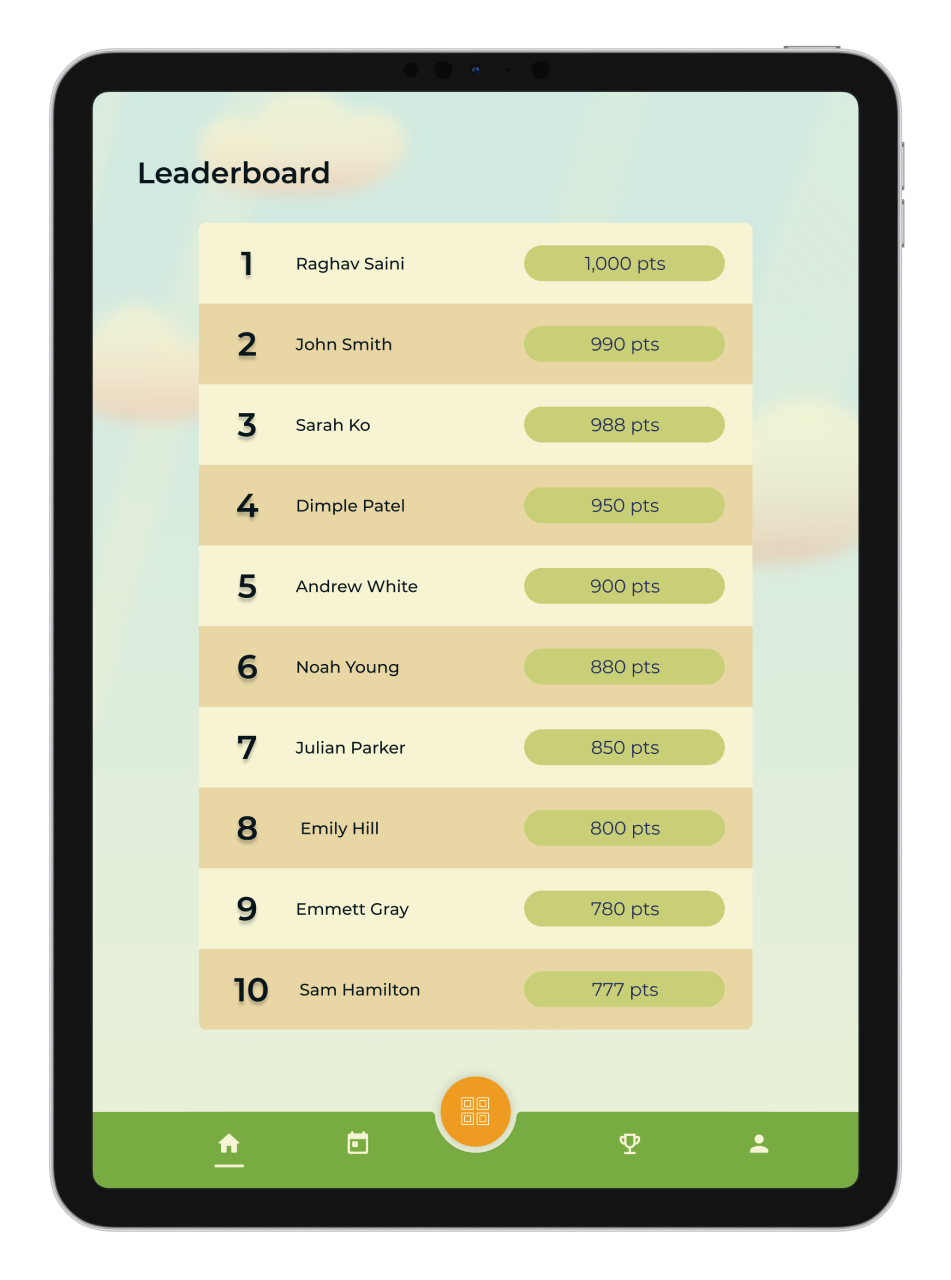 Leaderboard
1 Raghav Saini 1,000 pts
2 John Smith 990 pts
3 Sarah Ko 988 pts
4 Dimple Patel 950 pts
5 Andrew White 900 pts
6 Noah Young 880 pts
7 Julian Parker 850 pts
8 Emily Hill 800 pts
9 Emmett Gray 780 pts
10 Sam Hamilton 777 pts